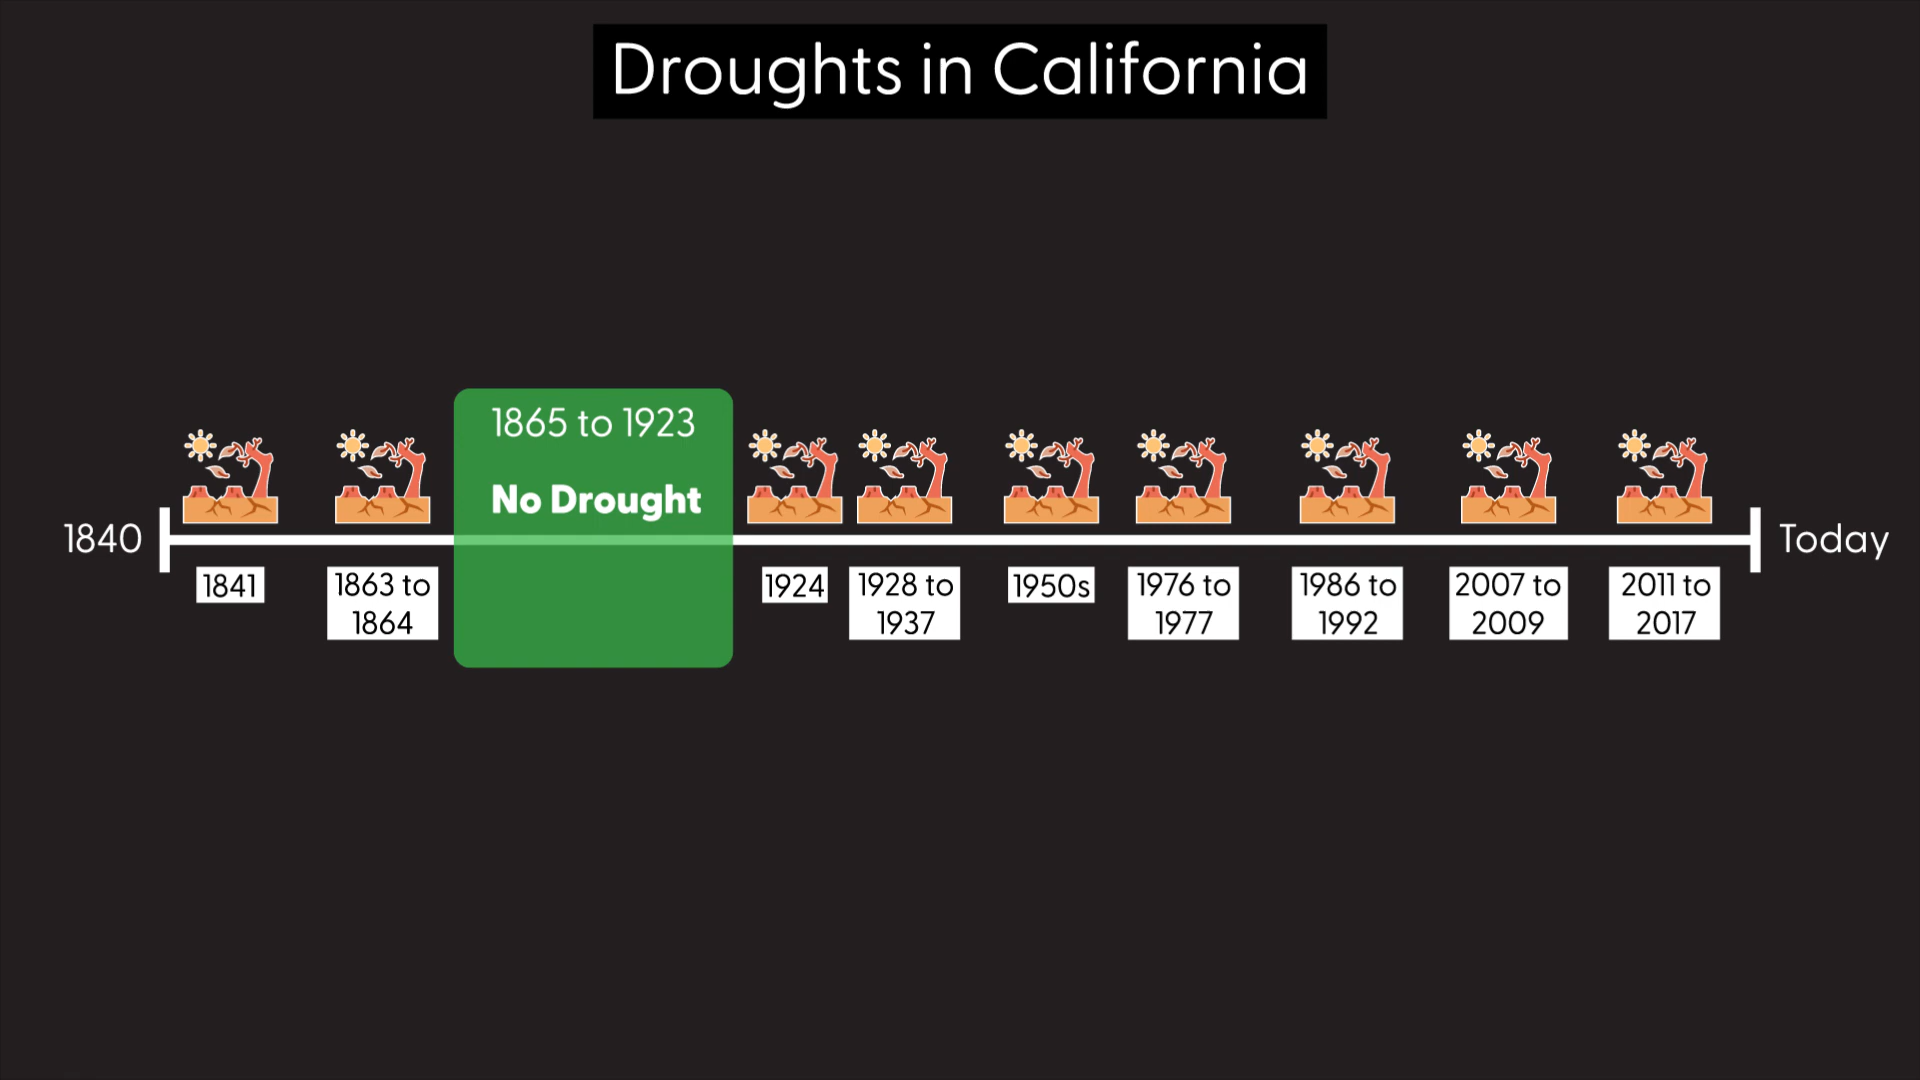 Droughts in California
1865 to 1923
No Drought
1840
Today
1841
1863 to
1864
1924
1928 to
1937
1950s
1976 to
1977
1986 to
1992
2007 to
2009
2011 to
2017